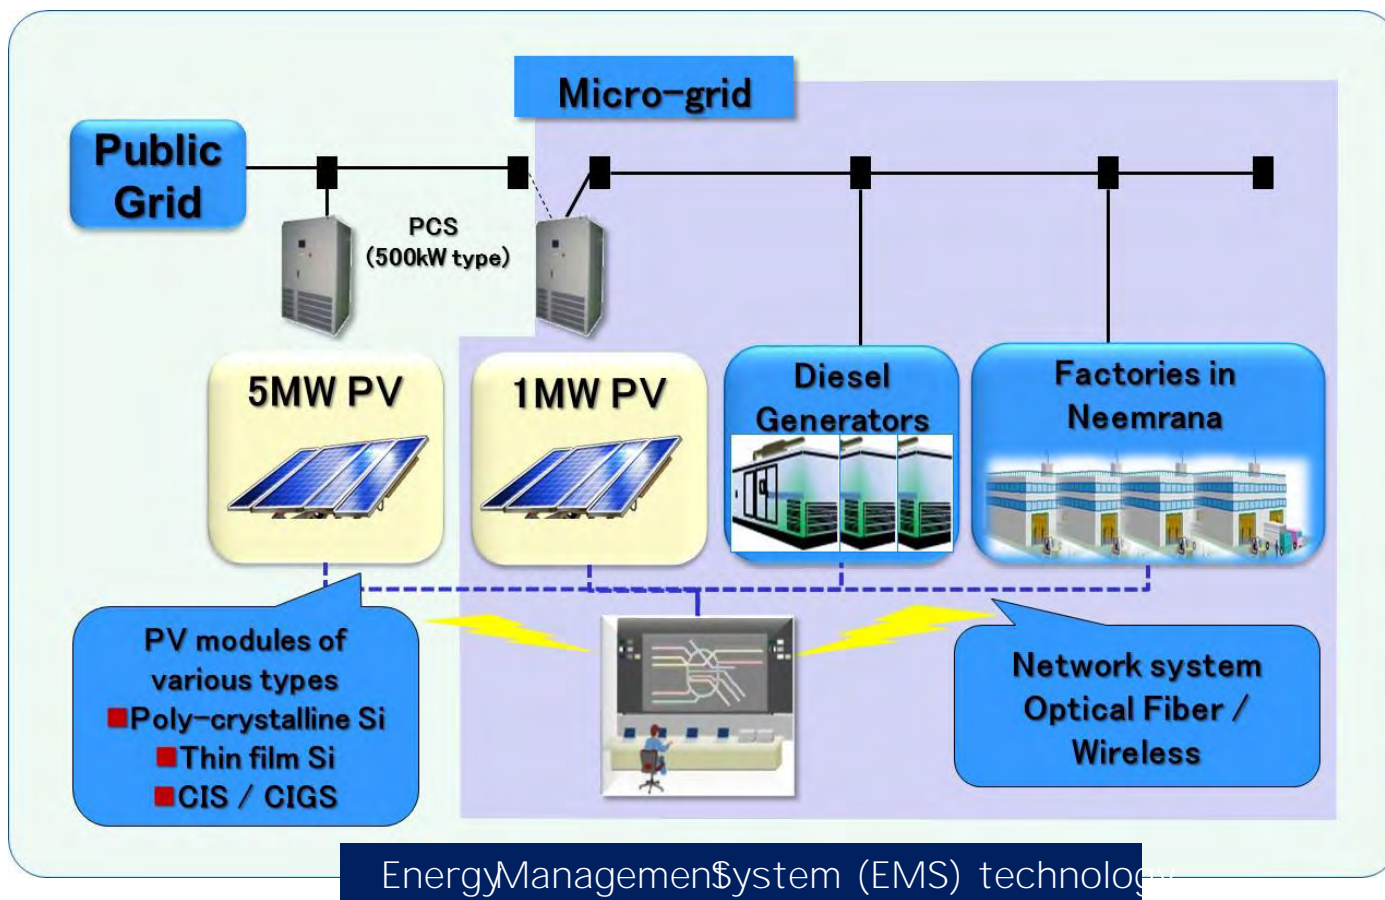 Micro-grid
Public
Grid
PCS
(500kW type)
5MW PV
1MW PV
Diesel
Generators
Factories in
Neemrana
PV modules of
various types
Poly-crystalline Si
Thin film Si
CIS / CIGS
Network system
Optical Fiber /
Wireless
EnergyManagementSystem (EMS) technology